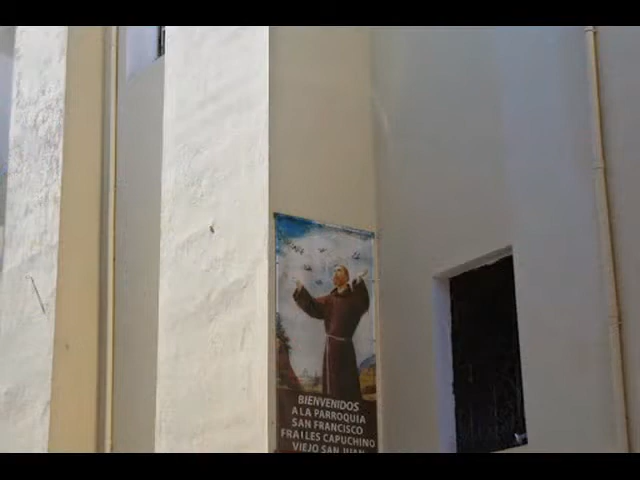 BIENVENIDOS
A LA PARROQUIA
SAN FRANCISCO
FRAILES CAPUCHINO
VIEJO SAN JUAN